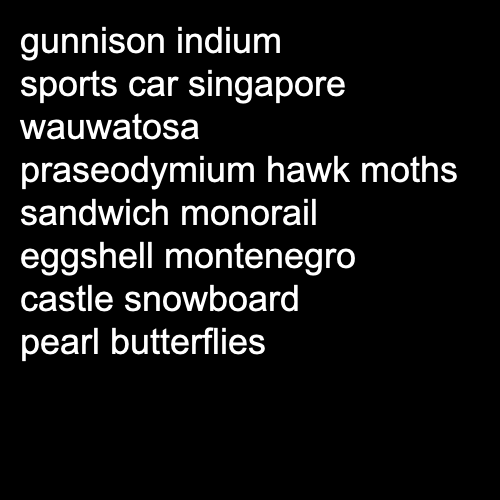 gunnison indium
sports car singapore
wauwatosa
praseodymium hawk moths
sandwich monorail
eggshell montenegro
castle snowboard
pearl butterflies